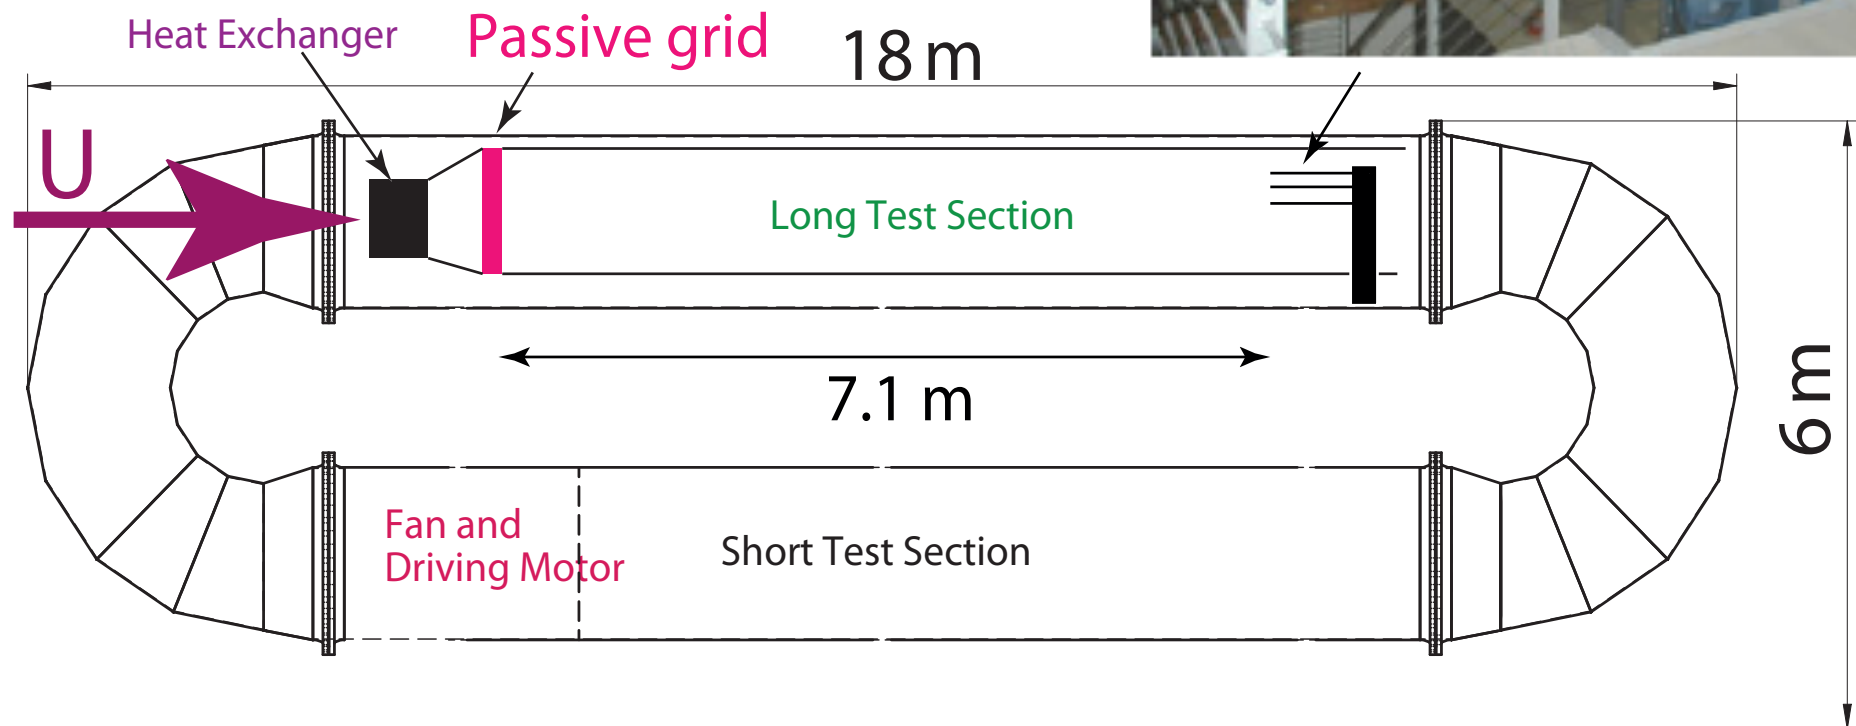 Heat Exchanger
Passive grid
18 m
U
Long Test Section
7.1 m
6 m
Fan and
Driving Motor
Short Test Section